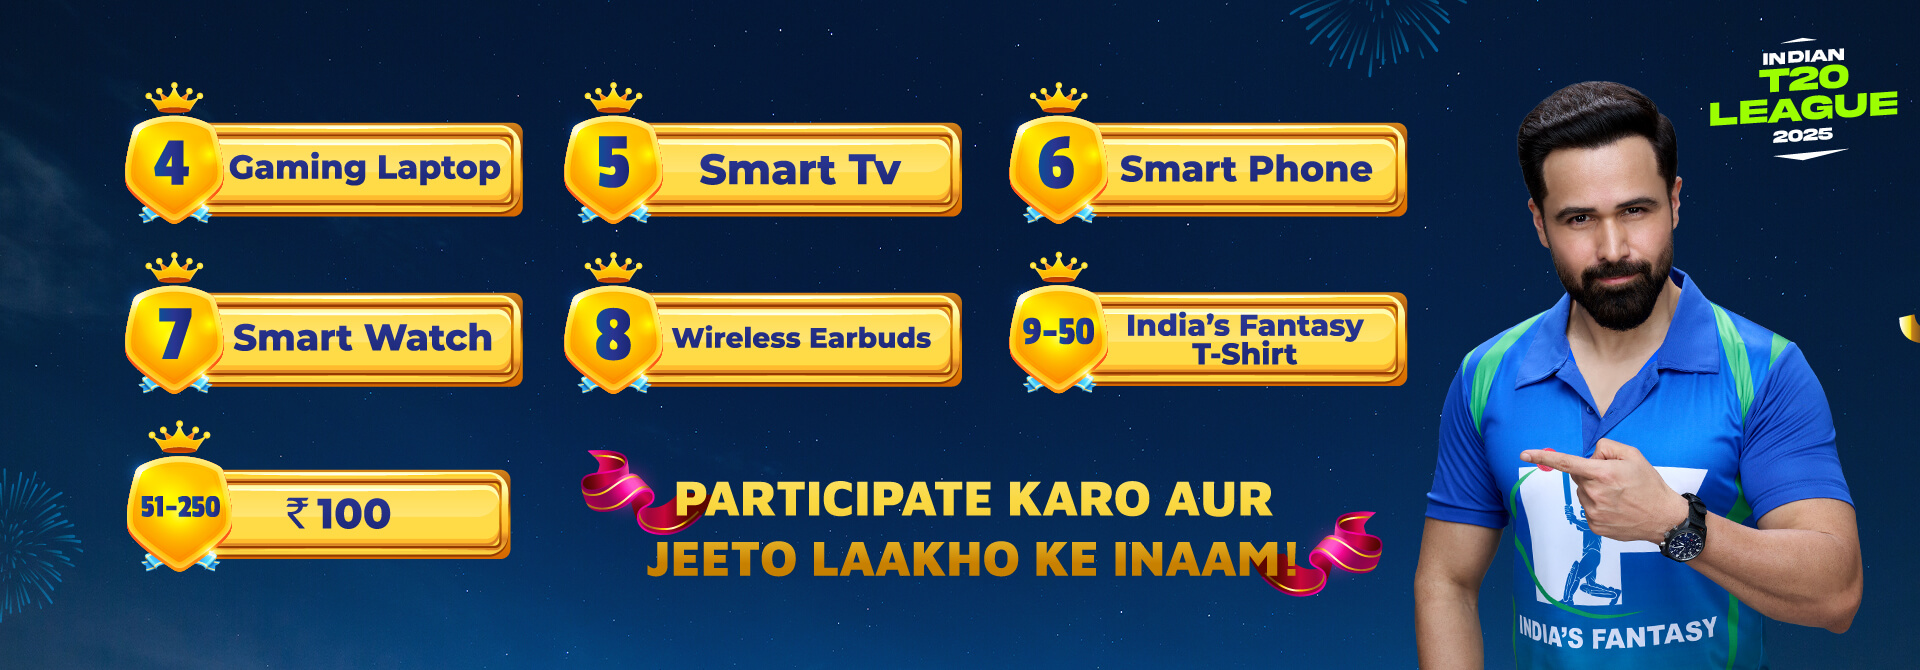 INDIAN
T20
LEAGUE
2025
4
Gaming Laptop
5
Smart Tv
6
Smart Phone
7
Smart Watch
8
Wireless Earbuds
9-50
India's Fantasy
T-Shirt
51-250
₹ 100
PARTICIPATE KARO AUR
JEETO LAAKHO KE INAAM!
INDIA'S FANTASY